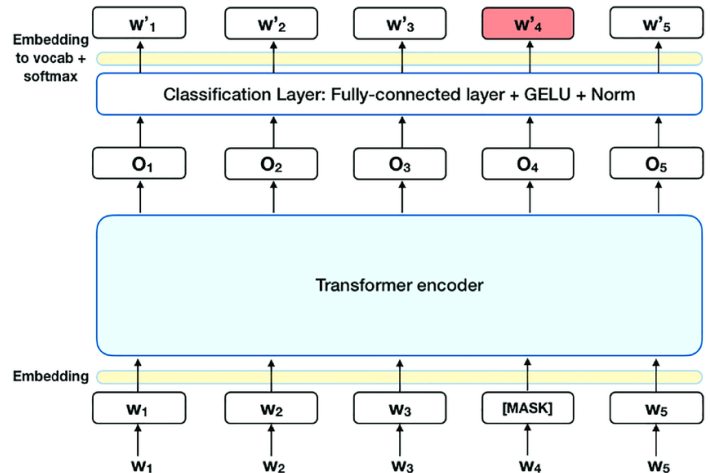 w’₁ w’₂ w’₃ w’₄ w’₅
Embedding
to vocab +
softmax
Classification Layer: Fully-connected layer + GELU + Norm
O₁ O₂ O₃ O₄ O₅
Transformer encoder
Embedding
w₁ w₂ w₃ [MASK] w₅
w₁ w₂ w₃ w₄ w₅